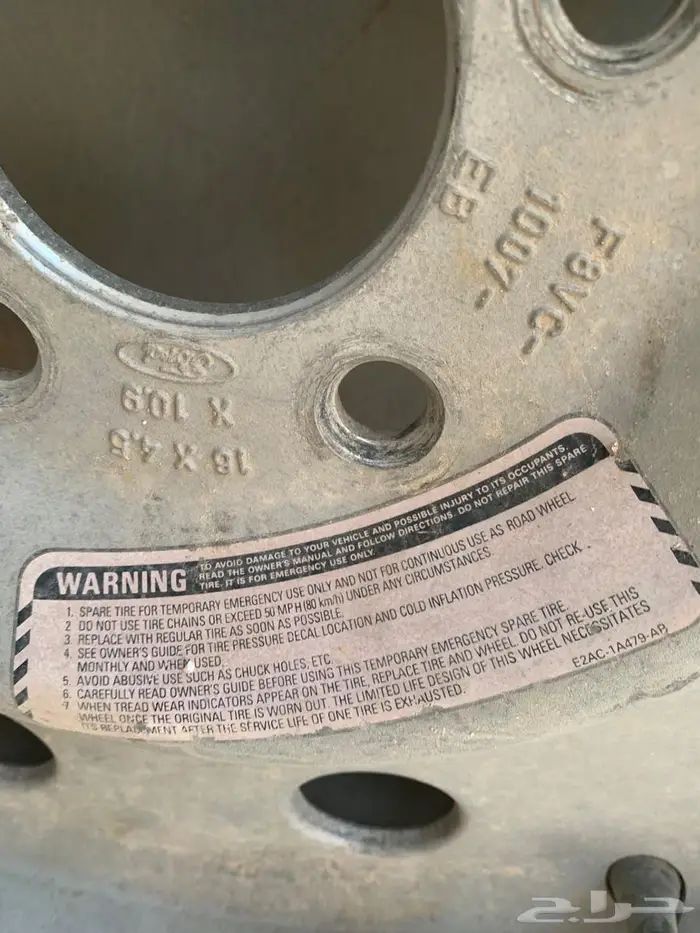 F8VC-
1007-
EB
Ford
16 X 4.5
X 10.9
WARNING
TO AVOID DAMAGE TO YOUR VEHICLE AND POSSIBLE INJURY TO ITS OCCUPANTS,
READ THE OWNER'S MANUAL AND FOLLOW DIRECTIONS. DO NOT REPAIR THIS SPARE
TIRE. IT IS FOR EMERGENCY USE ONLY.
1. SPARE TIRE FOR TEMPORARY EMERGENCY USE ONLY AND NOT FOR CONTINUOUS USE AS ROAD WHEEL
2 DO NOT USE TIRE CHAINS OR EXCEED 50 MPH (80 km/h) UNDER ANY CIRCUMSTANCES
3. REPLACE WITH REGULAR TIRE AS SOON AS POSSIBLE.
4. SEE OWNER'S GUIDE FOR TIRE PRESSURE DECAL LOCATION AND COLD INFLATION PRESSURE. CHECK
MONTHLY AND WHEN USED.
5. AVOID ABUSIVE USE SUCH AS CHUCK HOLES, ETC.
6. CAREFULLY READ OWNER'S GUIDE BEFORE USING THIS TEMPORARY EMERGENCY SPARE TIRE.
7 WHEN TREAD WEAR INDICATORS APPEAR ON THE TIRE, REPLACE TIRE AND WHEEL. DO NOT RE-USE THIS
WHEEL ONCE THE ORIGINAL TIRE IS WORN OUT. THE LIMITED LIFE DESIGN OF THIS WHEEL NECESSITATES
ITS REPLACEMENT AFTER THE SERVICE LIFE OF ONE TIRE IS EXHAUSTED.
E2AC-1A479-AB
حراج